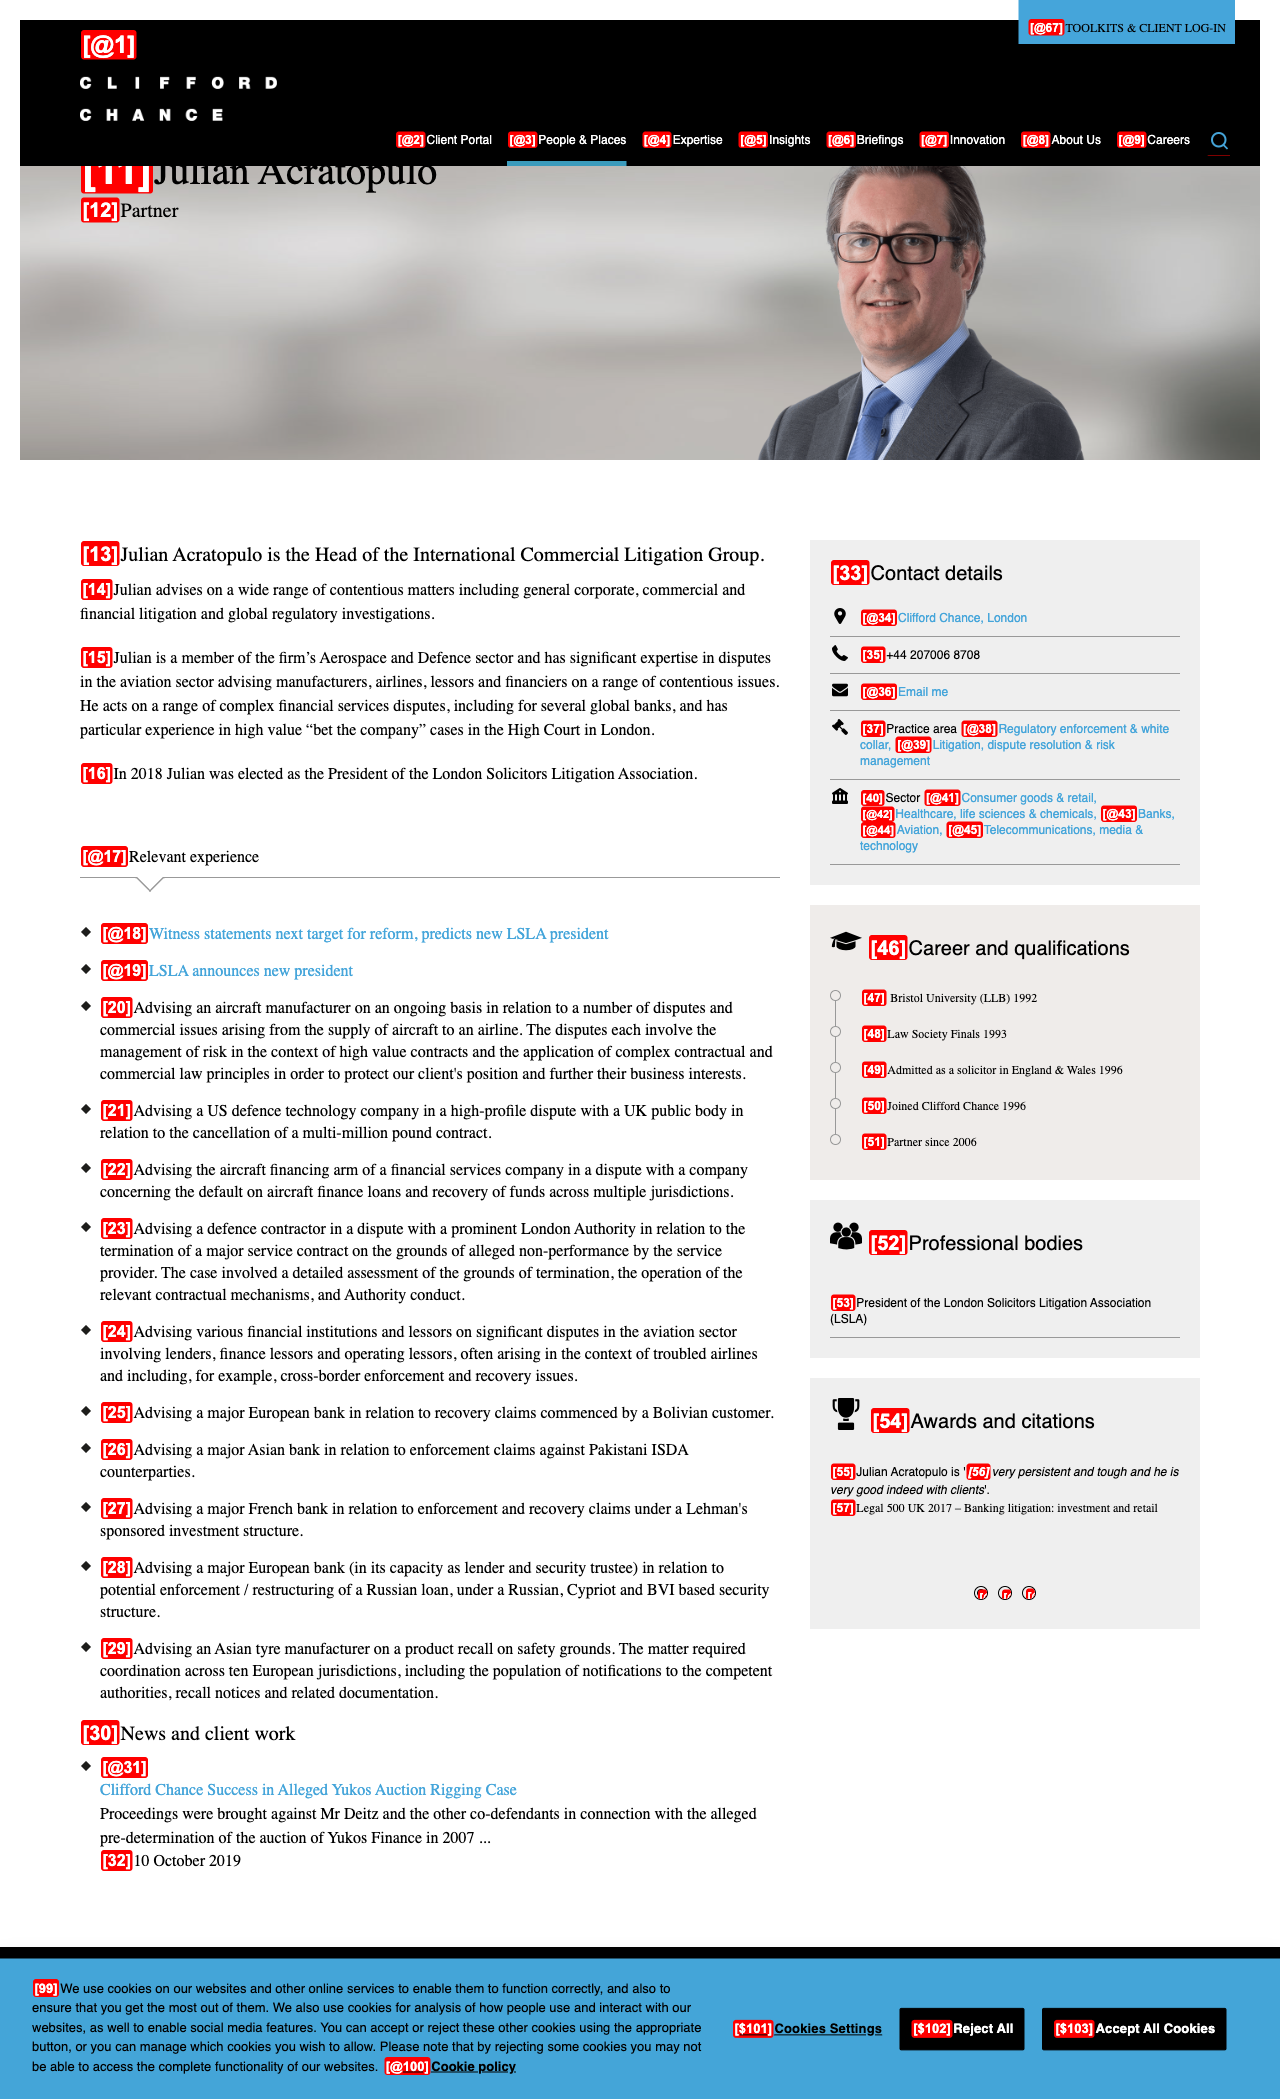 [@67]TOOLKITS & CLIENT LOG-IN
[@1]
CLIFFORD
CHANCE
[@2]Client Portal [@3]People & Places [@4]Expertise [@5]Insights [@6]Briefings [@7]Innovation [@8]About Us [@9]Careers
[11]Julian Acratopulo
[12]Partner
[13]Julian Acratopulo is the Head of the International Commercial Litigation Group.
[14]Julian advises on a wide range of contentious matters including general corporate, commercial and
financial litigation and global regulatory investigations.
[15]Julian is a member of the firm's Aerospace and Defence sector and has significant expertise in disputes
in the aviation sector advising manufacturers, airlines, lessors and financiers on a range of contentious issues.
He acts on a range of complex financial services disputes, including for several global banks, and has
particular experience in high value “bet the company” cases in the High Court in London.
[16]In 2018 Julian was elected as the President of the London Solicitors Litigation Association.
[@17]Relevant experience
[@18]Witness statements next target for reform, predicts new LSLA president
[@19]LSLA announces new president
[20]Advising an aircraft manufacturer on an ongoing basis in relation to a number of disputes and
commercial issues arising from the supply of aircraft to an airline. The disputes each involve the
management of risk in the context of high value contracts and the application of complex contractual and
commercial law principles in order to protect our client's position and further their business interests.
[21]Advising a US defence technology company in a high-profile dispute with a UK public body in
relation to the cancellation of a multi-million pound contract.
[22]Advising the aircraft financing arm of a financial services company in a dispute with a company
concerning the default on aircraft finance loans and recovery of funds across multiple jurisdictions.
[23]Advising a defence contractor in a dispute with a prominent London Authority in relation to the
termination of a major service contract on the grounds of alleged non-performance by the service
provider. The case involved a detailed assessment of the grounds of termination, the operation of the
relevant contractual mechanisms, and Authority conduct.
[24]Advising various financial institutions and lessors on significant disputes in the aviation sector
involving lenders, finance lessors and operating lessors, often arising in the context of troubled airlines
and including, for example, cross-border enforcement and recovery issues.
[25]Advising a major European bank in relation to recovery claims commenced by a Bolivian customer.
[26]Advising a major Asian bank in relation to enforcement claims against Pakistani ISDA
counterparties.
[27]Advising a major French bank in relation to enforcement and recovery claims under a Lehman's
sponsored investment structure.
[28]Advising a major European bank (in its capacity as lender and security trustee) in relation to
potential enforcement / restructuring of a Russian loan, under a Russian, Cypriot and BVI based security
structure.
[29]Advising an Asian tyre manufacturer on a product recall on safety grounds. The matter required
coordination across ten European jurisdictions, including the population of notifications to the competent
authorities, recall notices and related documentation.
[30]News and client work
[@31]
Clifford Chance Success in Alleged Yukos Auction Rigging Case
Proceedings were brought against Mr Deitz and the other co-defendants in connection with the alleged
pre-determination of the auction of Yukos Finance in 2007 ...
[32]10 October 2019
[33]Contact details
[@34]Clifford Chance, London
[35]+44 207006 8708
[@36]Email me
[37]Practice area [@38]Regulatory enforcement & white
collar, [@39]Litigation, dispute resolution & risk
management
[40]Sector [@41]Consumer goods & retail,
[@42]Healthcare, life sciences & chemicals, [@43]Banks,
[@44]Aviation, [@45]Telecommunications, media &
technology
[46]Career and qualifications
[47] Bristol University (LLB) 1992
[48]Law Society Finals 1993
[49]Admitted as a solicitor in England & Wales 1996
[50]Joined Clifford Chance 1996
[51]Partner since 2006
[52]Professional bodies
[53]President of the London Solicitors Litigation Association
(LSLA)
[54]Awards and citations
[55]Julian Acratopulo is '[56]very persistent and tough and he is
very good indeed with clients'.
[57]Legal 500 UK 2017 – Banking litigation: investment and retail
[99]We use cookies on our websites and other online services to enable them to function correctly, and also to
ensure that you get the most out of them. We also use cookies for analysis of how people use and interact with our
websites, as well to enable social media features. You can accept or reject these other cookies using the appropriate
button, or you can manage which cookies you wish to allow. Please note that by rejecting some cookies you may not
be able to access the complete functionality of our websites. [@100]Cookie policy
[$101]Cookies Settings [$102]Reject All [$103]Accept All Cookies